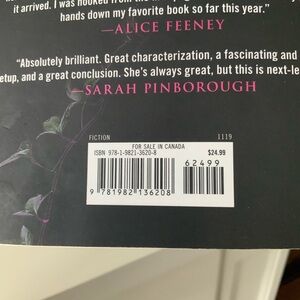 it arrived. I was hooked from the
hands down my favorite book so far this year."
—ALICE FEENEY
"Absolutely brilliant. Great characterization, a fascinating and
etup, and a great conclusion. She's always great, but this is next-le
—SARAH PINBOROUGH
FICTION 1119
FOR SALE IN CANADA
ISBN 978-1-9821-3620-8 $24.99
62499
9 781982 136208